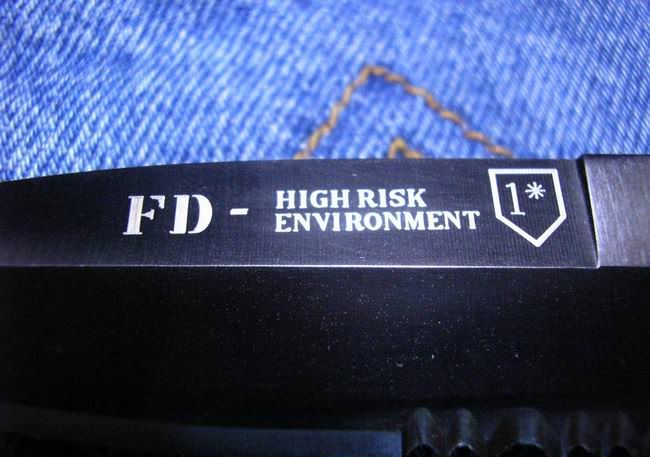 FD - HIGH RISK
ENVIRONMENT
1*